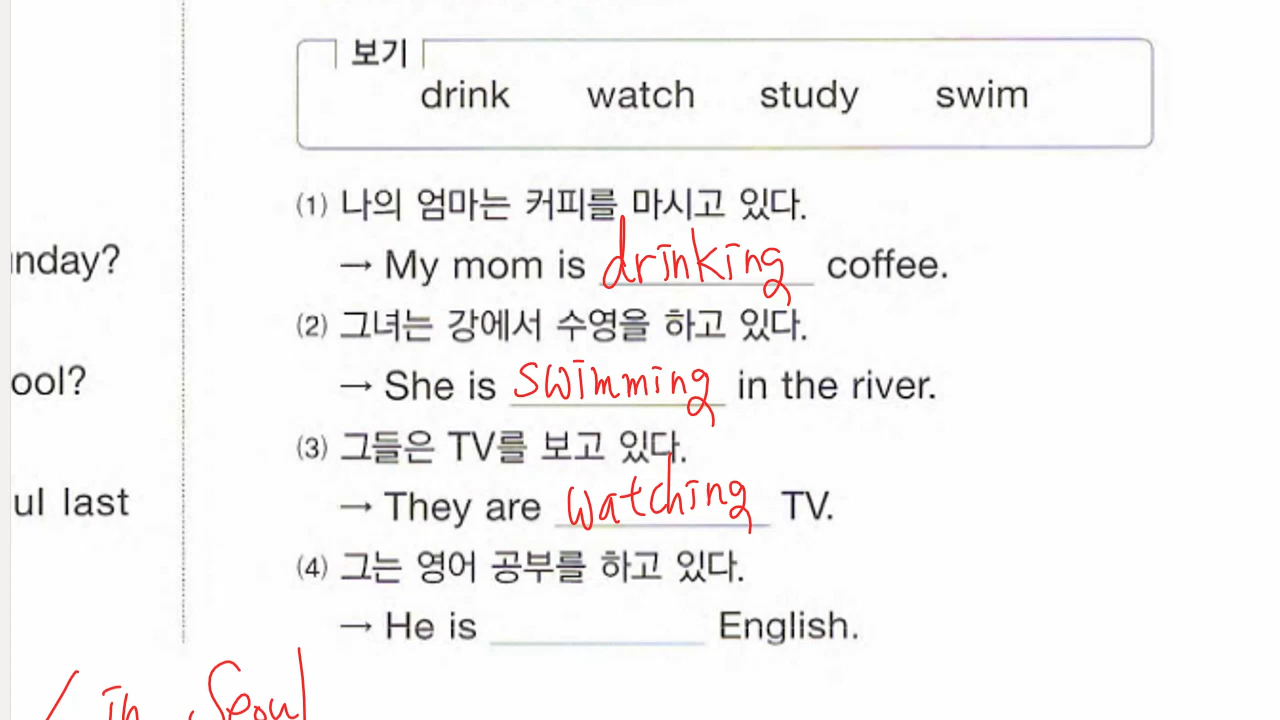 보기
drink watch study swim
(1) 나의 엄마는 커피를 마시고 있다.
→ My mom is drinking coffee.
nday?
(2) 그녀는 강에서 수영을 하고 있다.
→ She is swimming in the river.
ool?
(3) 그들은 TV를 보고 있다.
→ They are watching TV.
ul last
(4) 그는 영어 공부를 하고 있다.
→ He is ____ English.
in Seoul